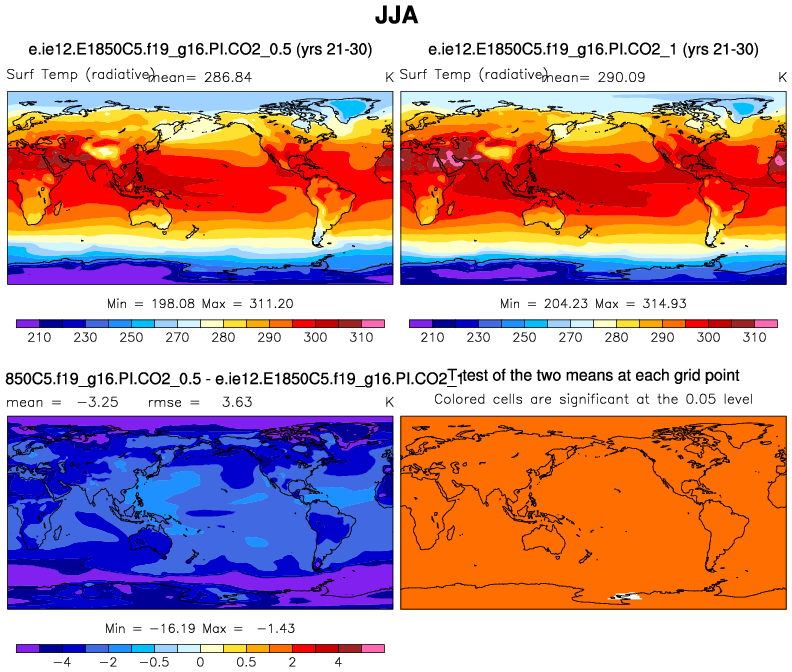 JJA
e.ie12.E1850C5.f19_g16.PI.CO2_0.5 (yrs 21-30)
e.ie12.E1850C5.f19_g16.PI.CO2_1 (yrs 21-30)
Surf Temp (radiative) mean= 286.84 K
Surf Temp (radiative) mean= 290.09 K
Min = 198.08 Max = 311.20
Min = 204.23 Max = 314.93
210 230 250 270 280 290 300 310
210 230 250 270 280 290 300 310
850C5.f19_g16.PI.CO2_0.5 - e.ie12.E1850C5.f19_g16.PI.CO2_1
T-test of the two means at each grid point
mean = -3.25 rmse = 3.63 K
Colored cells are significant at the 0.05 level
Min = -16.19 Max = -1.43
-4 -2 -0.5 0 0.5 2 4